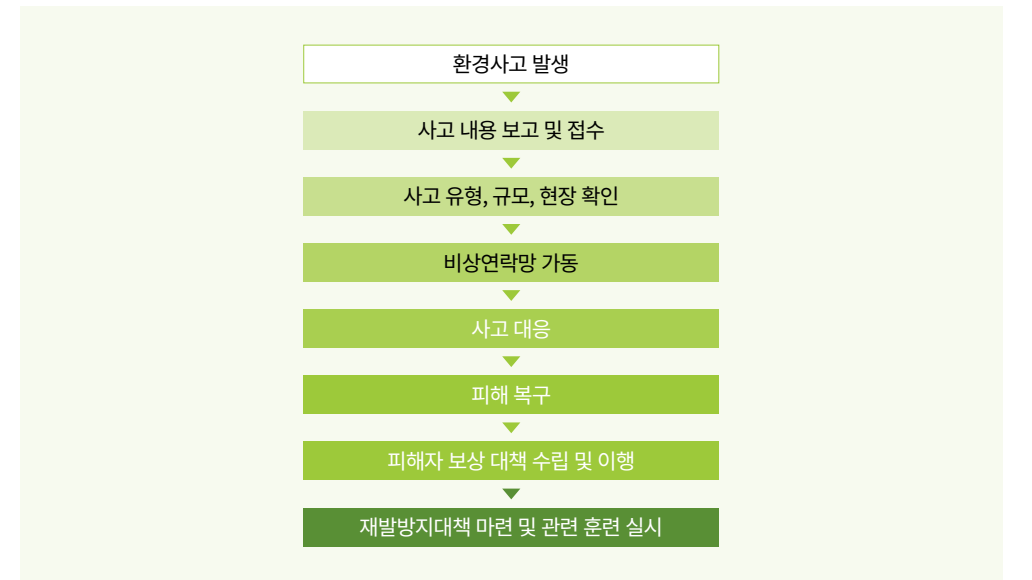 환경사고 발생
사고 내용 보고 및 접수
사고 유형, 규모, 현장 확인
비상연락망 가동
사고 대응
피해 복구
피해자 보상 대책 수립 및 이행
재발방지대책 마련 및 관련 훈련 실시